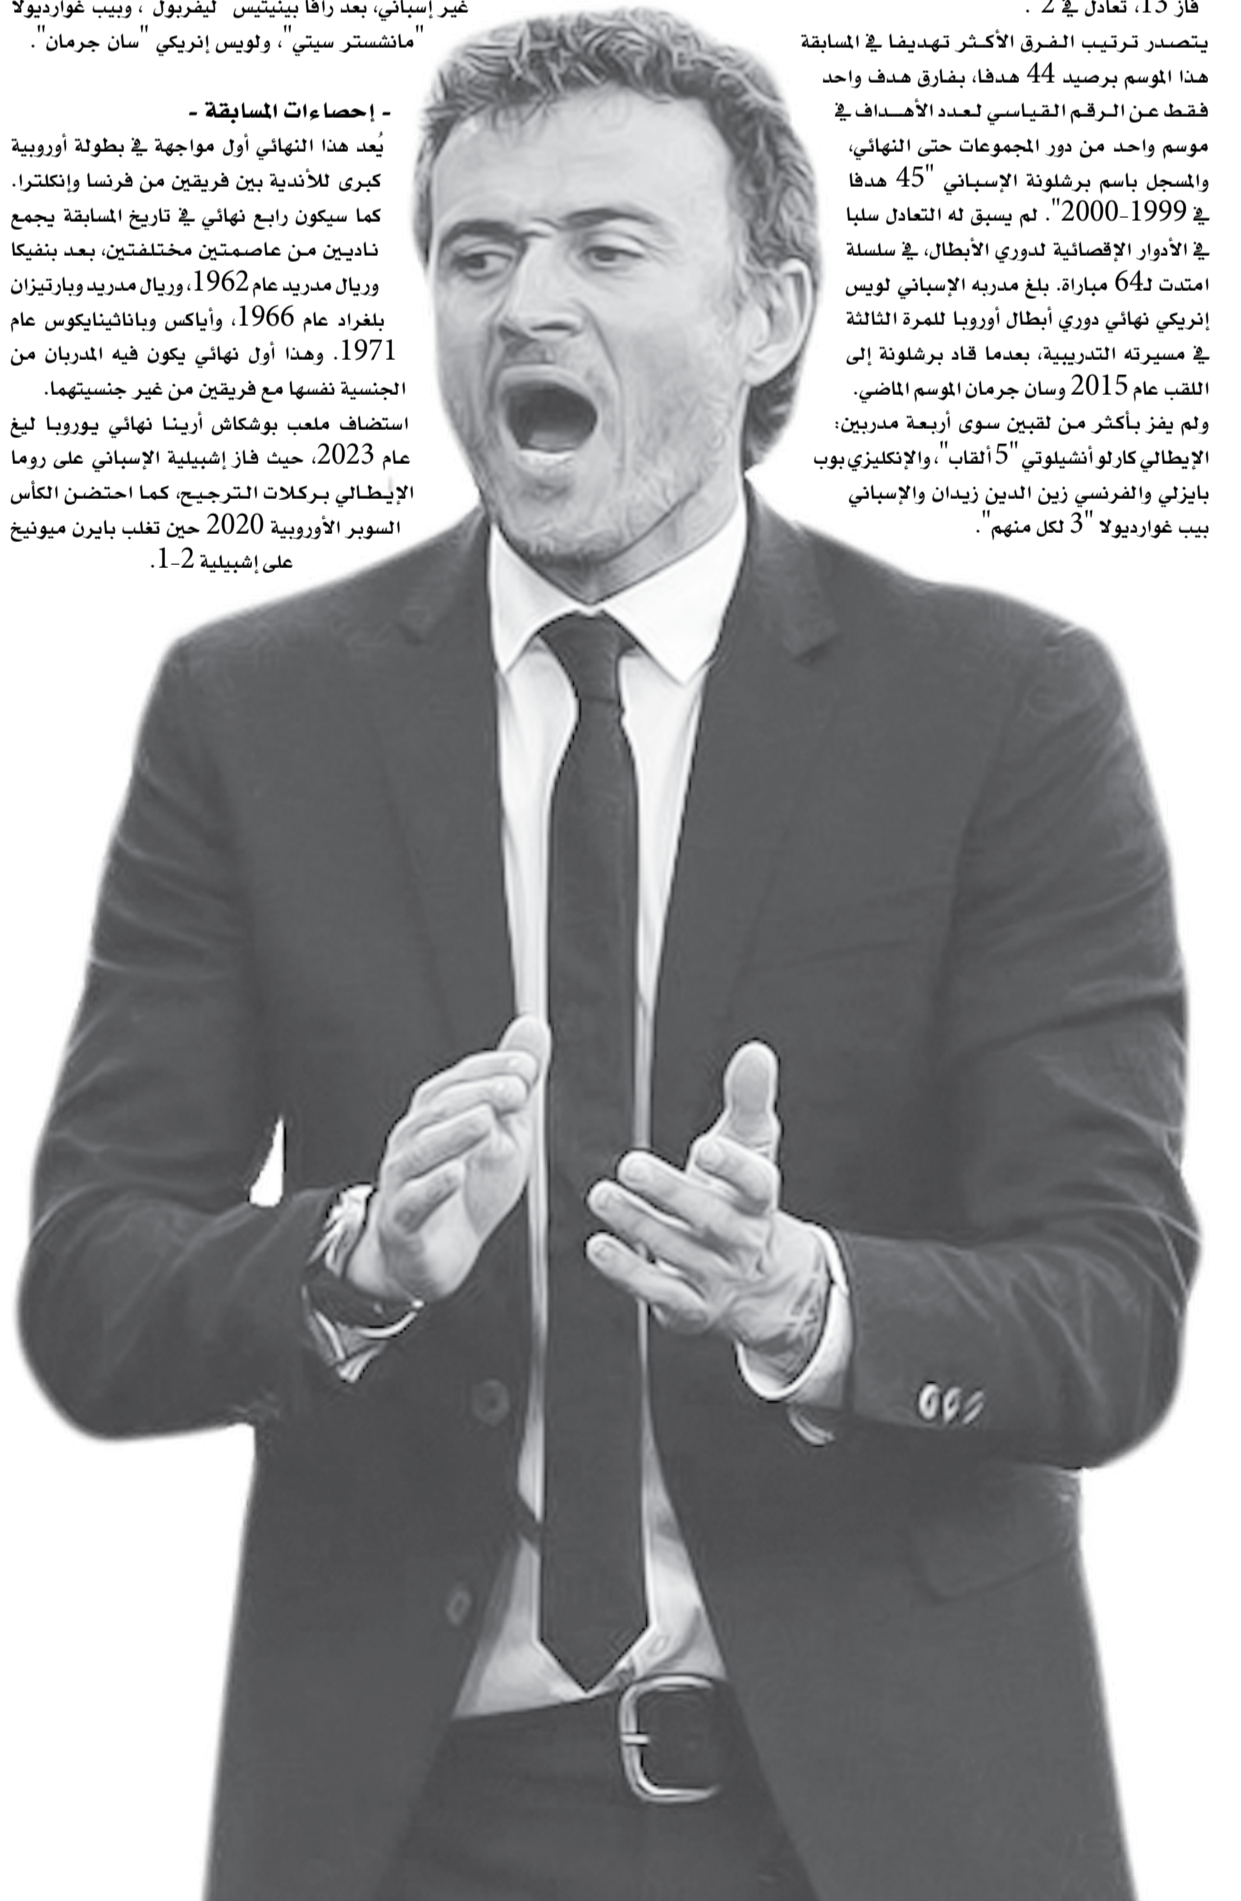 فاز 13، تعادل في 2".
يتصدر ترتيب الفرق الأكثر تهديفا في المسابقة
هذا الموسم برصيد 44 هدفا، بفارق هدف واحد
فقط عن الرقم القياسي لعدد الأهداف في
موسم واحد من دور المجموعات حتى النهائي،
والمسجل باسم برشلونة الإسباني "45 هدفا
في 1999-2000". لم يسبق له التعادل سلبا
في الأدوار الإقصائية لدوري الأبطال، في سلسلة
امتدت لـ64 مباراة. بلغ مدربه الإسباني لويس
إنريكي نهائي دوري أبطال أوروبا للمرة الثالثة
في مسيرته التدريبية، بعدما قاد برشلونة إلى
اللقب عام 2015 وسان جرمان الموسم الماضي.
ولم يفز بأكثر من لقبين سوى أربعة مدربين:
الإيطالي كارلو أنشيلوتي "5 ألقاب"، والإنكليزي بوب
بايزلي والفرنسي زين الدين زيدان والإسباني
بيب غوارديولا "3 لكل منهم".
غير إسباني، بعد رافا بينيتيس "ليفربول"، وبيب غوارديولا
"مانشستر سيتي"، ولويس إنريكي "سان جرمان".
- إحصاءات المسابقة -
يُعد هذا النهائي أول مواجهة في بطولة أوروبية
كبرى للأندية بين فريقين من فرنسا وإنكلترا.
كما سيكون رابع نهائي في تاريخ المسابقة يجمع
ناديين من عاصمتين مختلفتين، بعد بنفيكا
وريال مدريد عام 1962، وريال مدريد وبارتيزان
بلغراد عام 1966، وأياكس وباناثينايكوس عام
1971. وهذا أول نهائي يكون فيه المدربان من
الجنسية نفسها مع فريقين من غير جنسيتهما.
استضاف ملعب بوشكاش أرينا نهائي يوروبا ليغ
عام 2023، حيث فاز إشبيلية الإسباني على روما
الإيطالي بركلات الترجيح، كما احتضن الكأس
السوبر الأوروبية 2020 حين تغلب بايرن ميونيخ
على إشبيلية 2-1.